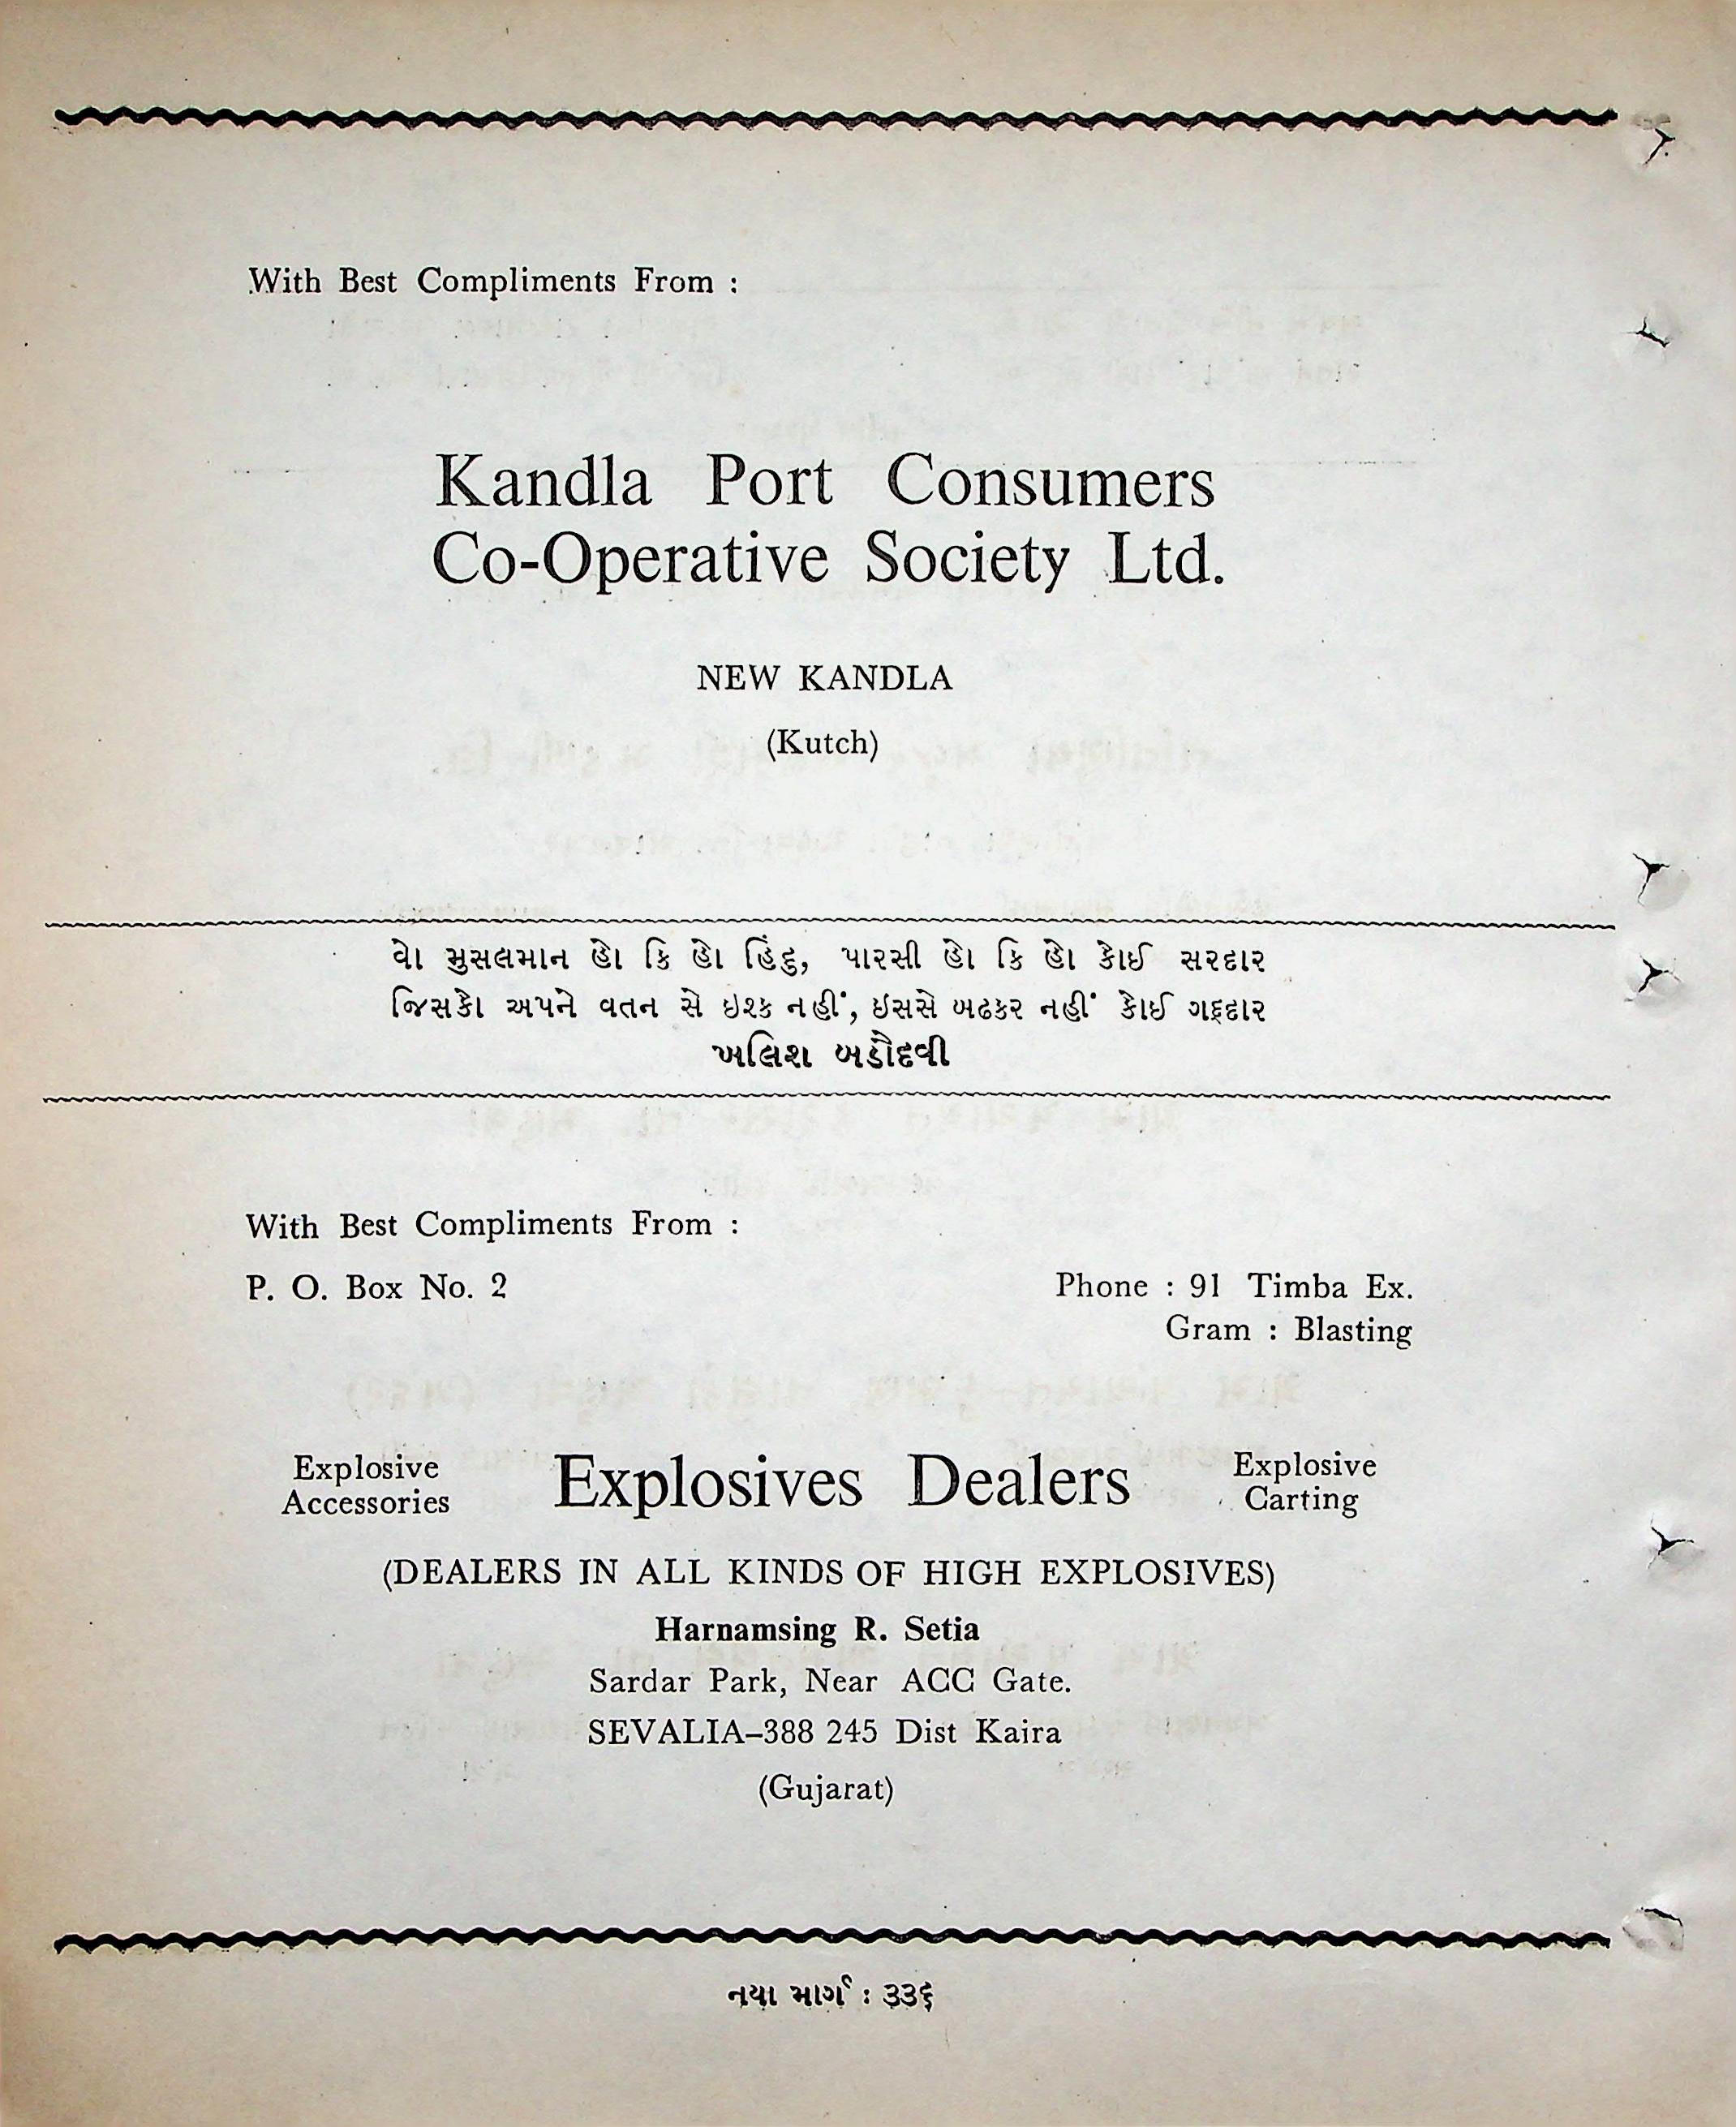 With Best Compliments From :
Kandla Port Consumers
Co-Operative Society Ltd.
NEW KANDLA
(Kutch)
વો મુસલમાન હો કિ હો હિંદુ, પારસી હો કિ હો કોઈ સરદાર
જિસકો અપને વતન સે ઇશ્ક નહીં, ઇસસે બઢકર નહીં કોઈ ગદ્દાર
ખલિશ બડૌદવી
With Best Compliments From :
P. O. Box No. 2
Phone : 91 Timba Ex.
Gram : Blasting
Explosive
Accessories
Explosives Dealers
Explosive
Carting
(DEALERS IN ALL KINDS OF HIGH EXPLOSIVES)
Harnamsing R. Setia
Sardar Park, Near ACC Gate.
SEVALIA–388 245 Dist Kaira
(Gujarat)
નયા માર્ગ : ૩૩૬